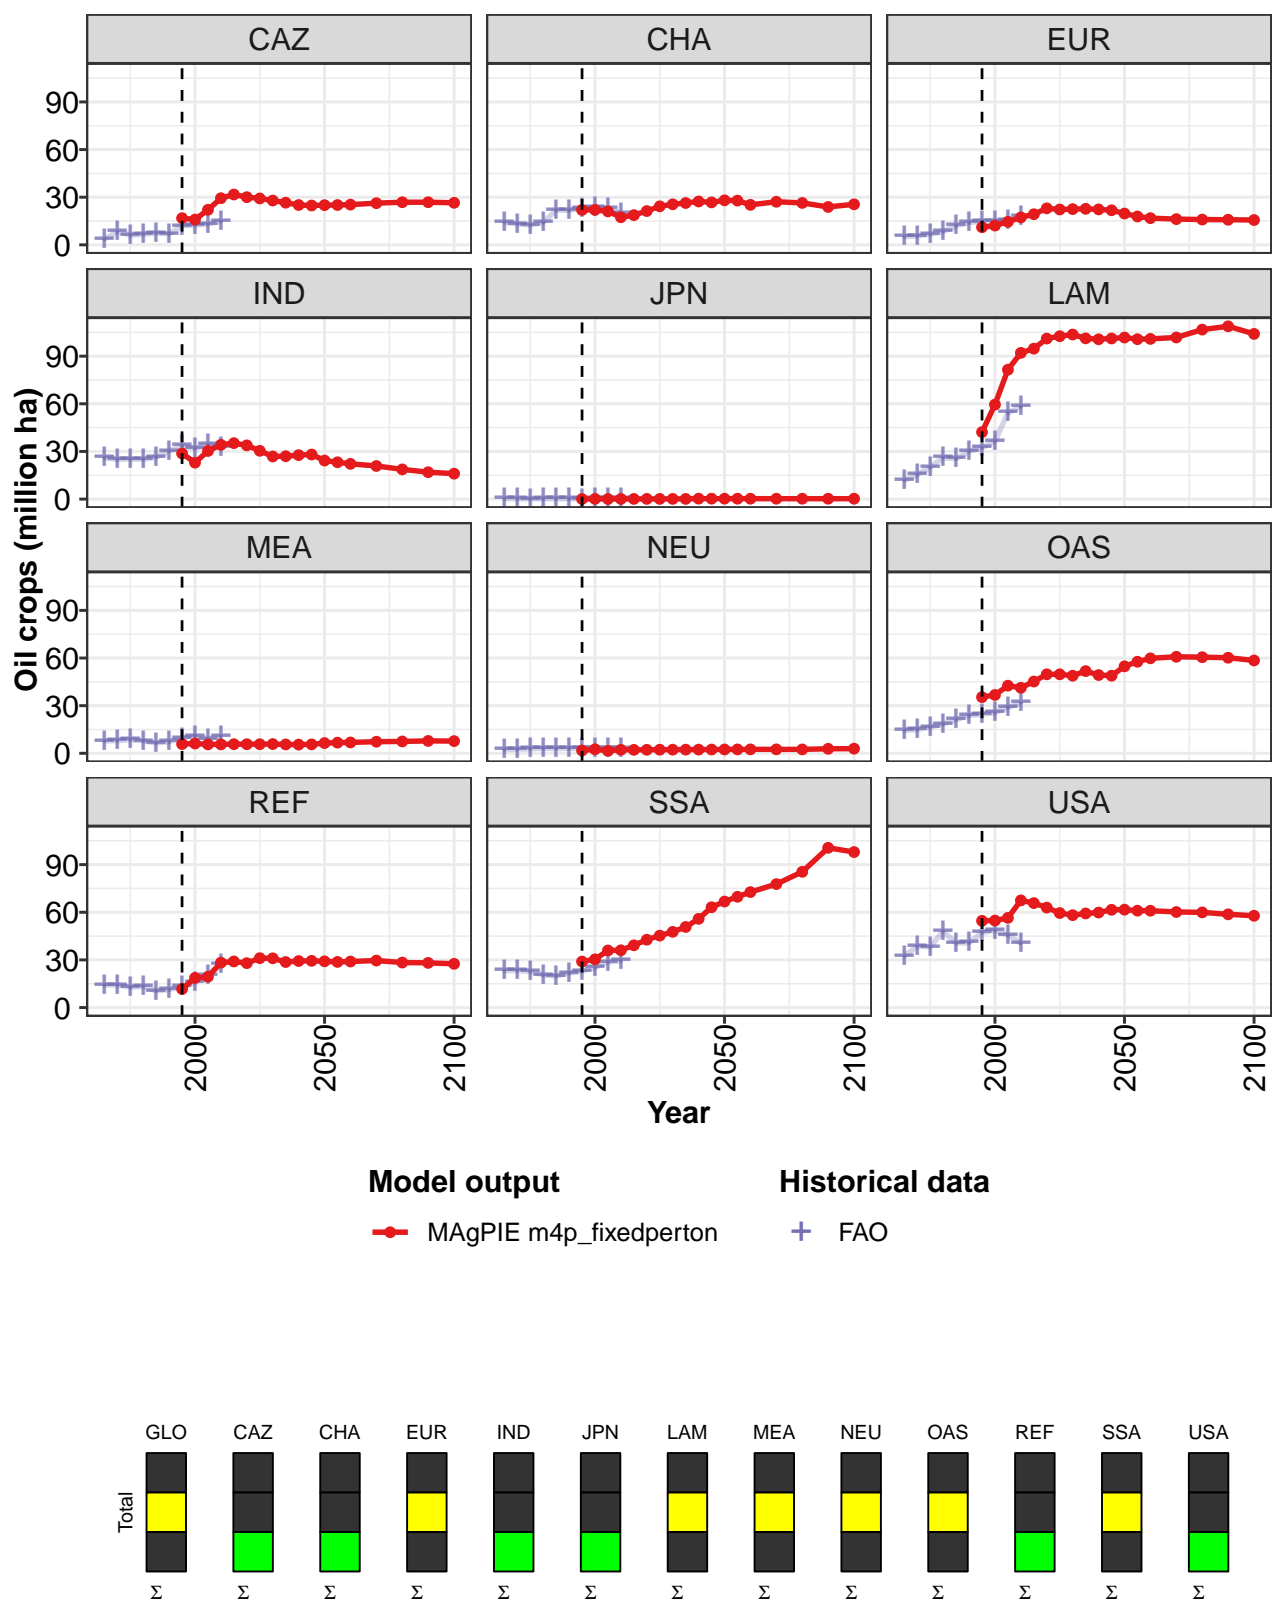 CAZ CHA EUR
90
60
30
0
IND JPN LAM
90
60
30
0
MEA NEU OAS
90
60
30
0
REF SSA USA
90
60
30
0
Oil crops (million ha)
2000 2050 2100 2000 2050 2100 2000 2050 2100
Year
Model output Historical data
MAgPIE m4p_fixedperton FAO
GLO CAZ CHA EUR IND JPN LAM MEA NEU OAS REF SSA USA
Total
Σ Σ Σ Σ Σ Σ Σ Σ Σ Σ Σ Σ Σ